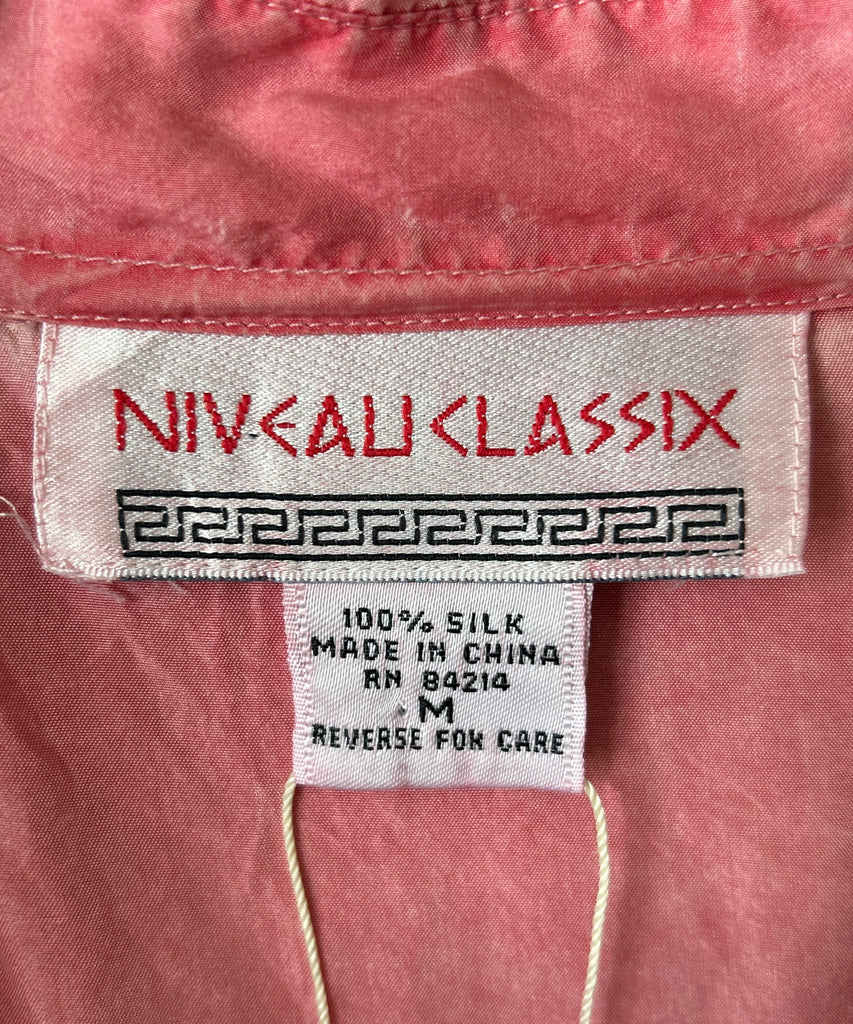 NIVEAU CLASSIX
100% SILK
MADE IN CHINA
RN 84214
M
REVERSE FOR CARE